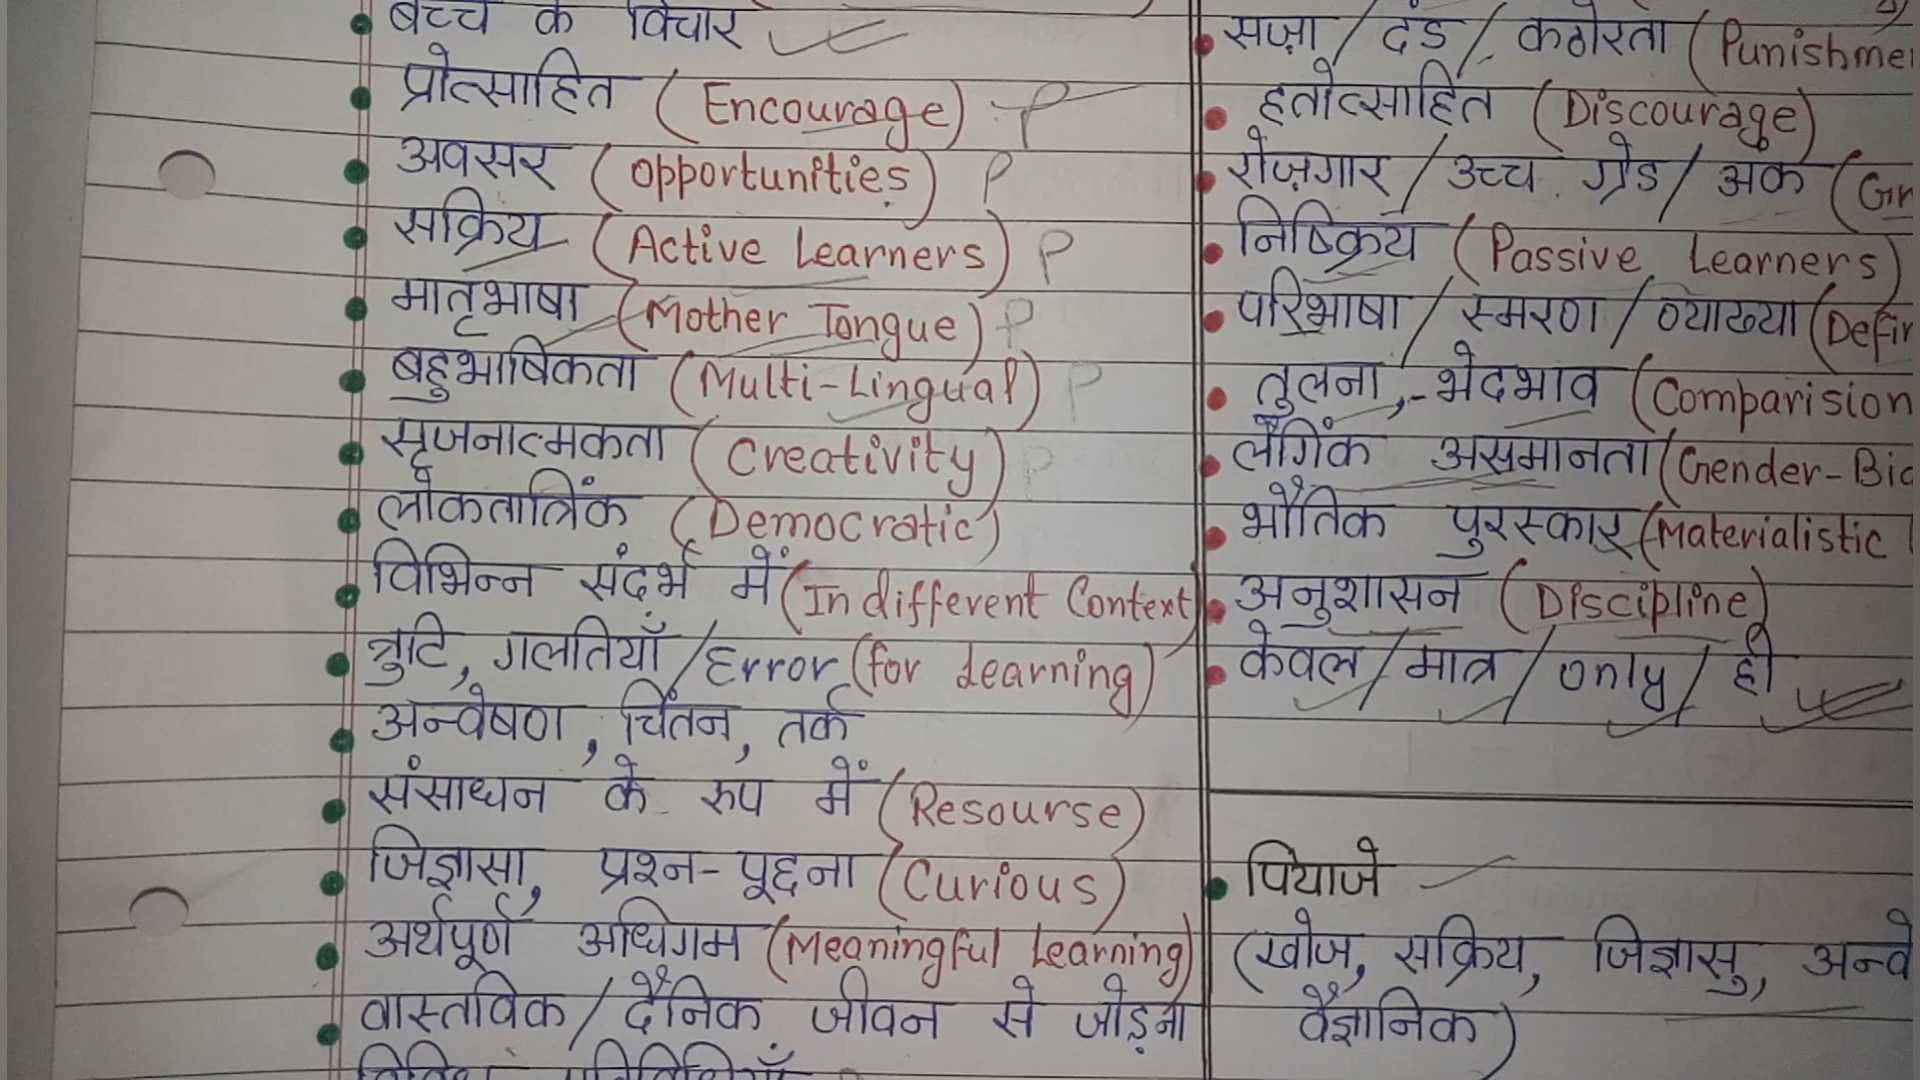 बच्चे के विचार
प्रोत्साहित (Encourage)
अवसर (opportunities)
सक्रिय (Active Learners)
मातृभाषा (Mother Tongue)
बहुभाषिकता (Multi-Lingual)
सृजनात्मकता (Creativity)
लोकतांत्रिक (Democratic)
विभिन्न संदर्भ में (In different Context)
त्रुटि, गलतियाँ /Error (for Learning)
अन्वेषण, चिंतन, तर्क
संसाधन के रुप में (Resourse)
जिज्ञासा, प्रश्न-पूछना (Curious)
अर्थपूर्ण अधिगम (Meaningful Learning)
वास्तविक/दैनिक जीवन से जोड़ना
सज़ा / दंड / कठोरता (Punishme
हतोत्साहित (Discourage)
रोज़गार / उच्च ग्रेड / अंक (Gr
निष्क्रिय (Passive Learners)
परिभाषा / स्मरण / व्याख्या (Defin
तुलना, भेदभाव (Comparision
लैंगिक असमानता (Gender-Bia
भौतिक पुरस्कार (Materialistic
अनुशासन (Discipline)
केवल / मात्र / only / ही
पियाजे
(खोज, सक्रिय, जिज्ञासु, अन्वे
वैज्ञानिक)